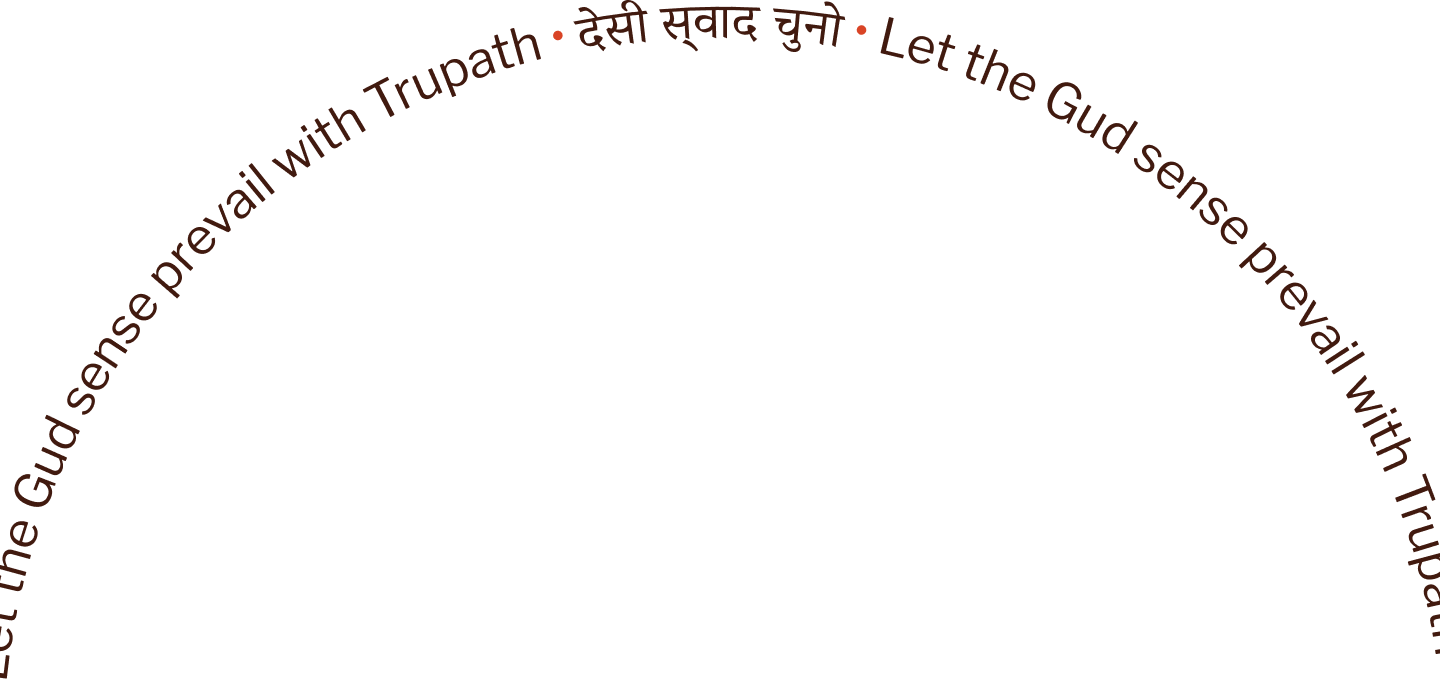 Let the Gud sense prevail with Trupath • देसी स्‌वाद चुनो • Let the Gud sense prevail with Trupath